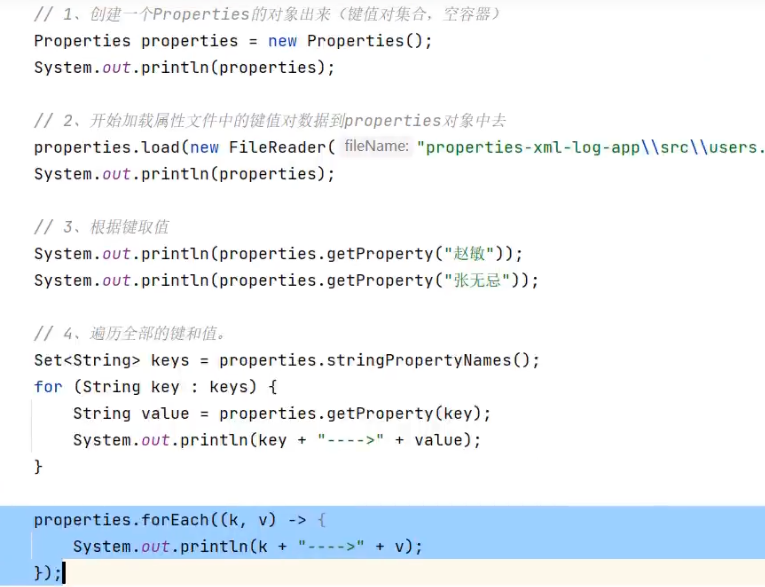 // 1、创建一个Properties的对象出来（键值对集合，空容器）
Properties properties = new Properties();
System.out.println(properties);
// 2、开始加载属性文件中的键值对数据到properties对象中去
properties.load(new FileReader( fileName: "properties-xml-log-app\\src\\users.
System.out.println(properties);
// 3、根据键取值
System.out.println(properties.getProperty("赵敏"));
System.out.println(properties.getProperty("张无忌"));
// 4、遍历全部的键和值。
Set<String> keys = properties.stringPropertyNames();
for (String key : keys) {
    String value = properties.getProperty(key);
    System.out.println(key + "---->" + value);
}
properties.forEach((k, v) -> {
    System.out.println(k + "---->" + v);
});